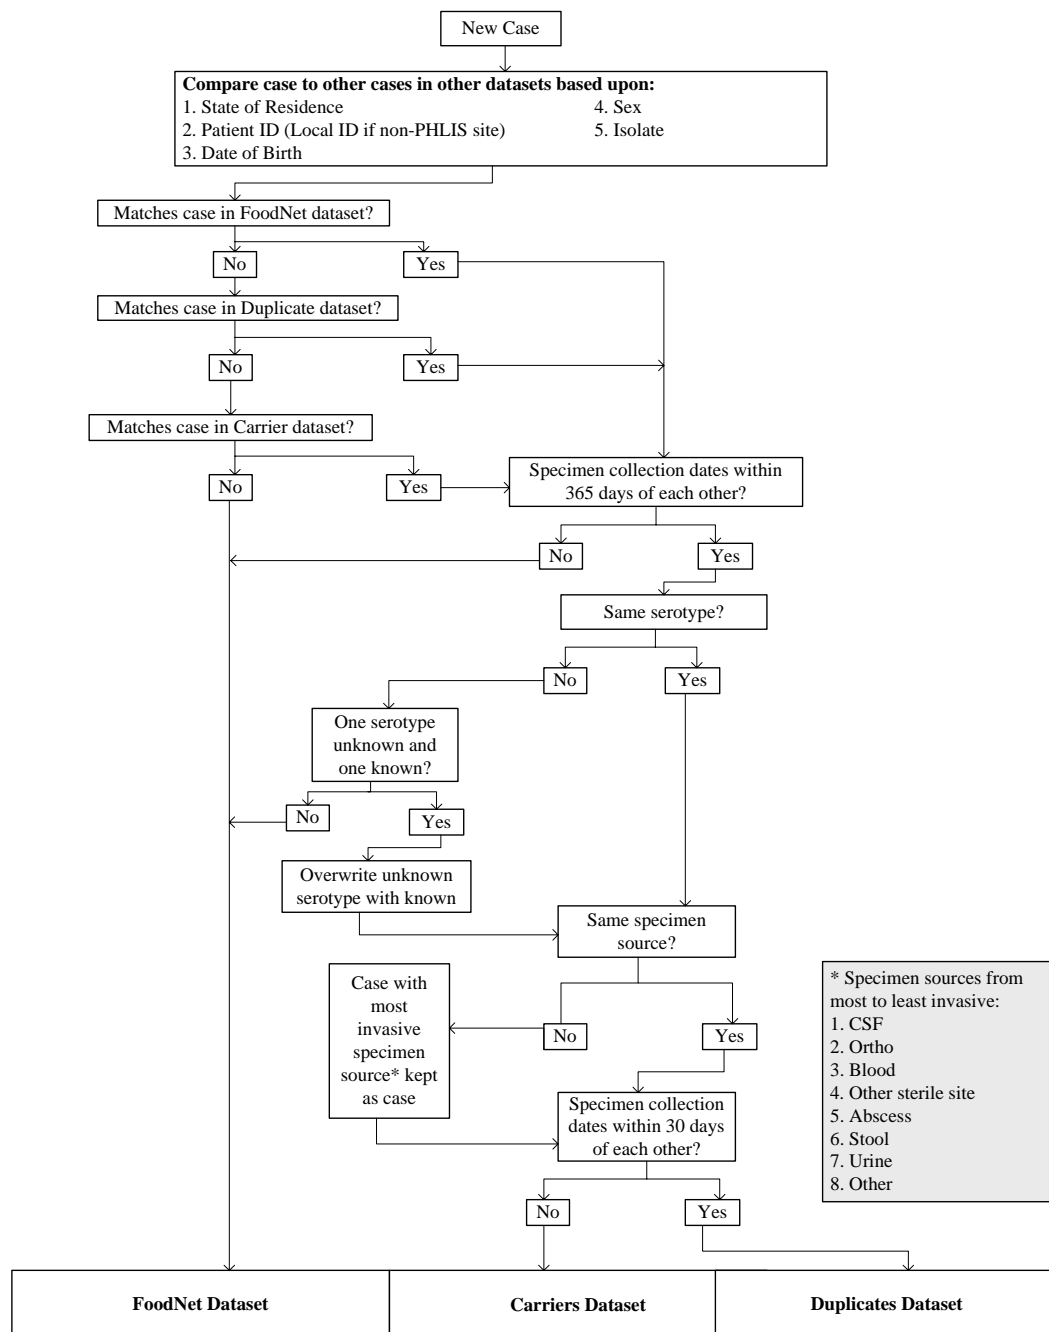 New Case
Compare case to other cases in other datasets based upon:
1. State of Residence
2. Patient ID (Local ID if non-PHLIS site)
3. Date of Birth
4. Sex
5. Isolate
Matches case in FoodNet dataset?
No
Yes
Matches case in Duplicate dataset?
No
Yes
Matches case in Carrier dataset?
No
Yes
Specimen collection dates within
365 days of each other?
No
Yes
Same serotype?
No
Yes
One serotype
unknown and
one known?
No
Yes
Overwrite unknown
serotype with known
Same specimen
source?
Case with
most
invasive
specimen
source* kept
as case
No
Yes
* Specimen sources from
most to least invasive:
1. CSF
2. Ortho
3. Blood
4. Other sterile site
5. Abscess
6. Stool
7. Urine
8. Other
Specimen collection
dates within 30 days
of each other?
No
Yes
FoodNet Dataset
Carriers Dataset
Duplicates Dataset